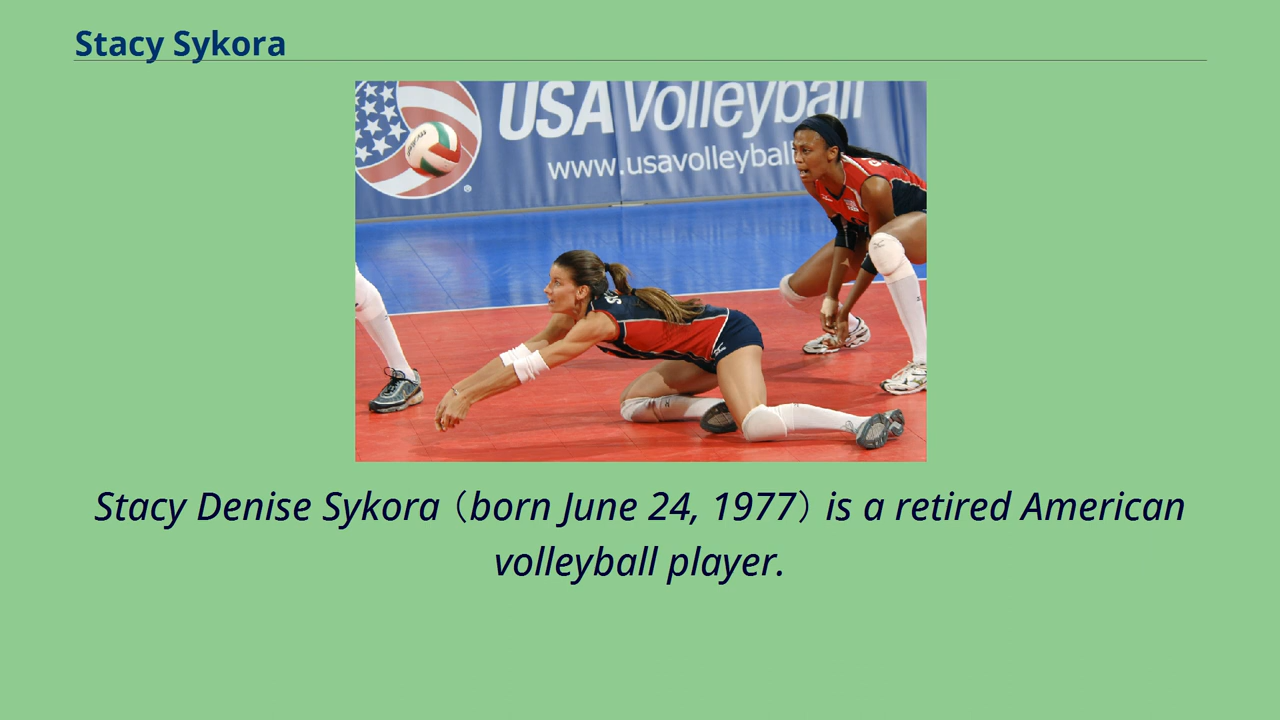 Stacy Sykora
USA Volleyball
www.usavolleyball
Stacy Denise Sykora （born June 24, 1977） is a retired American
volleyball player.